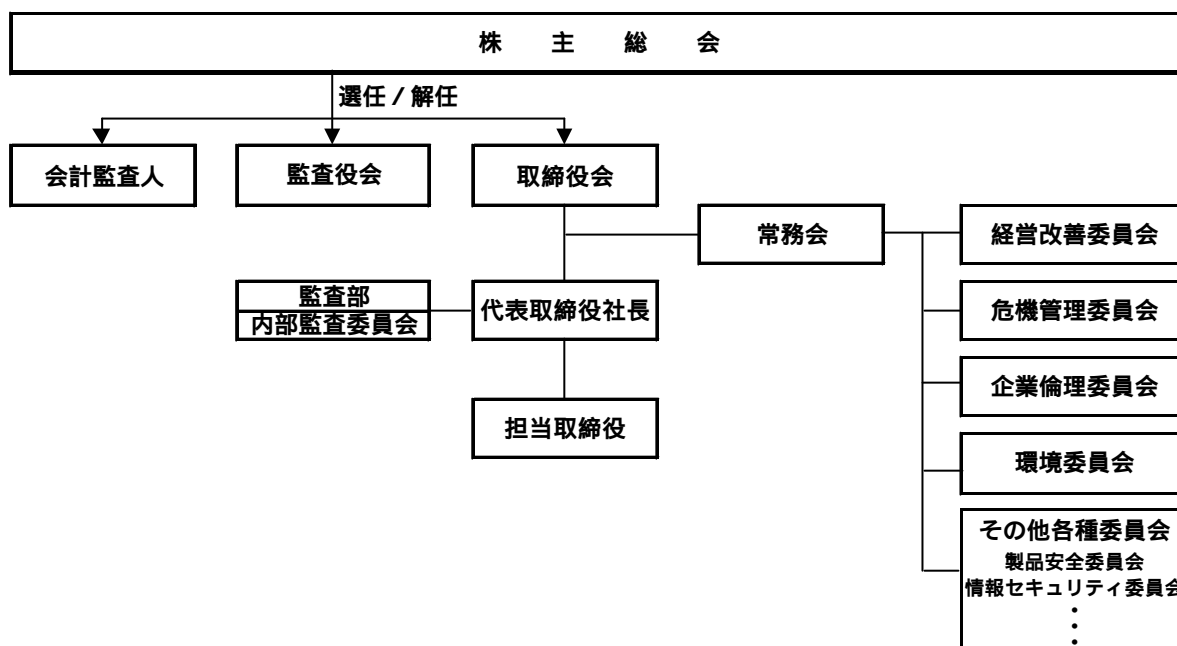 株主総会
選任 / 解任
会計監査人
監査役会
取締役会
常務会
経営改善委員会
監査部
内部監査委員会
代表取締役社長
危機管理委員会
企業倫理委員会
担当取締役
環境委員会
その他各種委員会
製品安全委員会
情報セキュリティ委員会
・
・
・